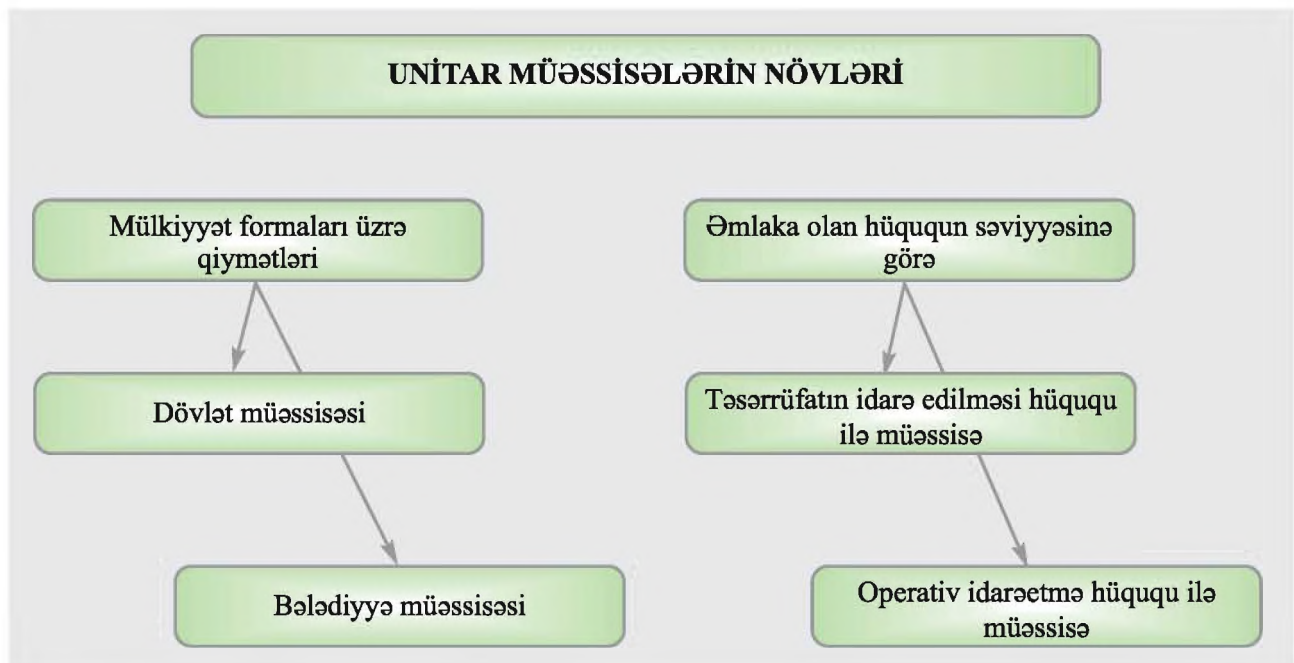 UNİTAR MÜƏSSİSƏLƏRİN NÖVLƏRİ
Mülkiyyət formaları üzrə
qiymətləri
Əmlaka olan hüququn səviyyəsinə
görə
Dövlət müəssisəsi
Təsərrüfatın idarə edilməsi hüququ
ilə müəssisə
Bələdiyyə müəssisəsi
Operativ idarəetmə hüququ ilə
müəssisə